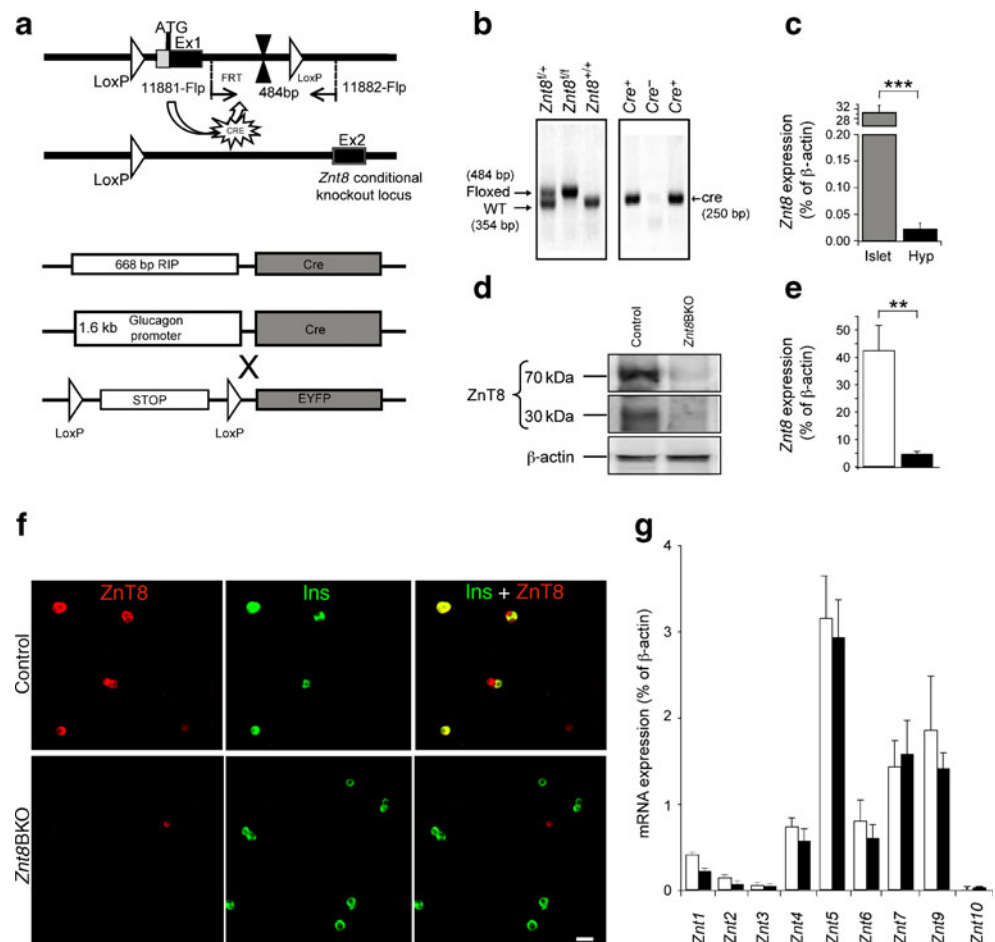 a
ATG
Ex1
LoxP
11881-Flp
FRT
484bp
LoxP
11882-Flp
CRE
Ex2
LoxP
Znt8 conditional
knockout locus
668 bp RIP
Cre
1.6 kb
Glucagon
promoter
Cre
X
STOP
EYFP
LoxP
LoxP
b
Znt8f/+
Znt8f/f
Znt8+/+
Cre+
Cre−
Cre+
(484 bp)
Floxed
WT
(354 bp)
cre
(250 bp)
c
***
Znt8 expression
(% of β-actin)
32
28
0.20
0.15
0.10
0.05
0.00
Islet
Hyp
d
Control
Znt8BKO
ZnT8
70 kDa
30 kDa
β-actin
e
**
Znt8 expression
(% of β-actin)
50
40
30
20
10
0
f
ZnT8
Ins
Ins + ZnT8
Control
Znt8BKO
g
mRNA expression (% of β-actin)
4
3
2
1
0
Znt1
Znt2
Znt3
Znt4
Znt5
Znt6
Znt7
Znt9
Znt10